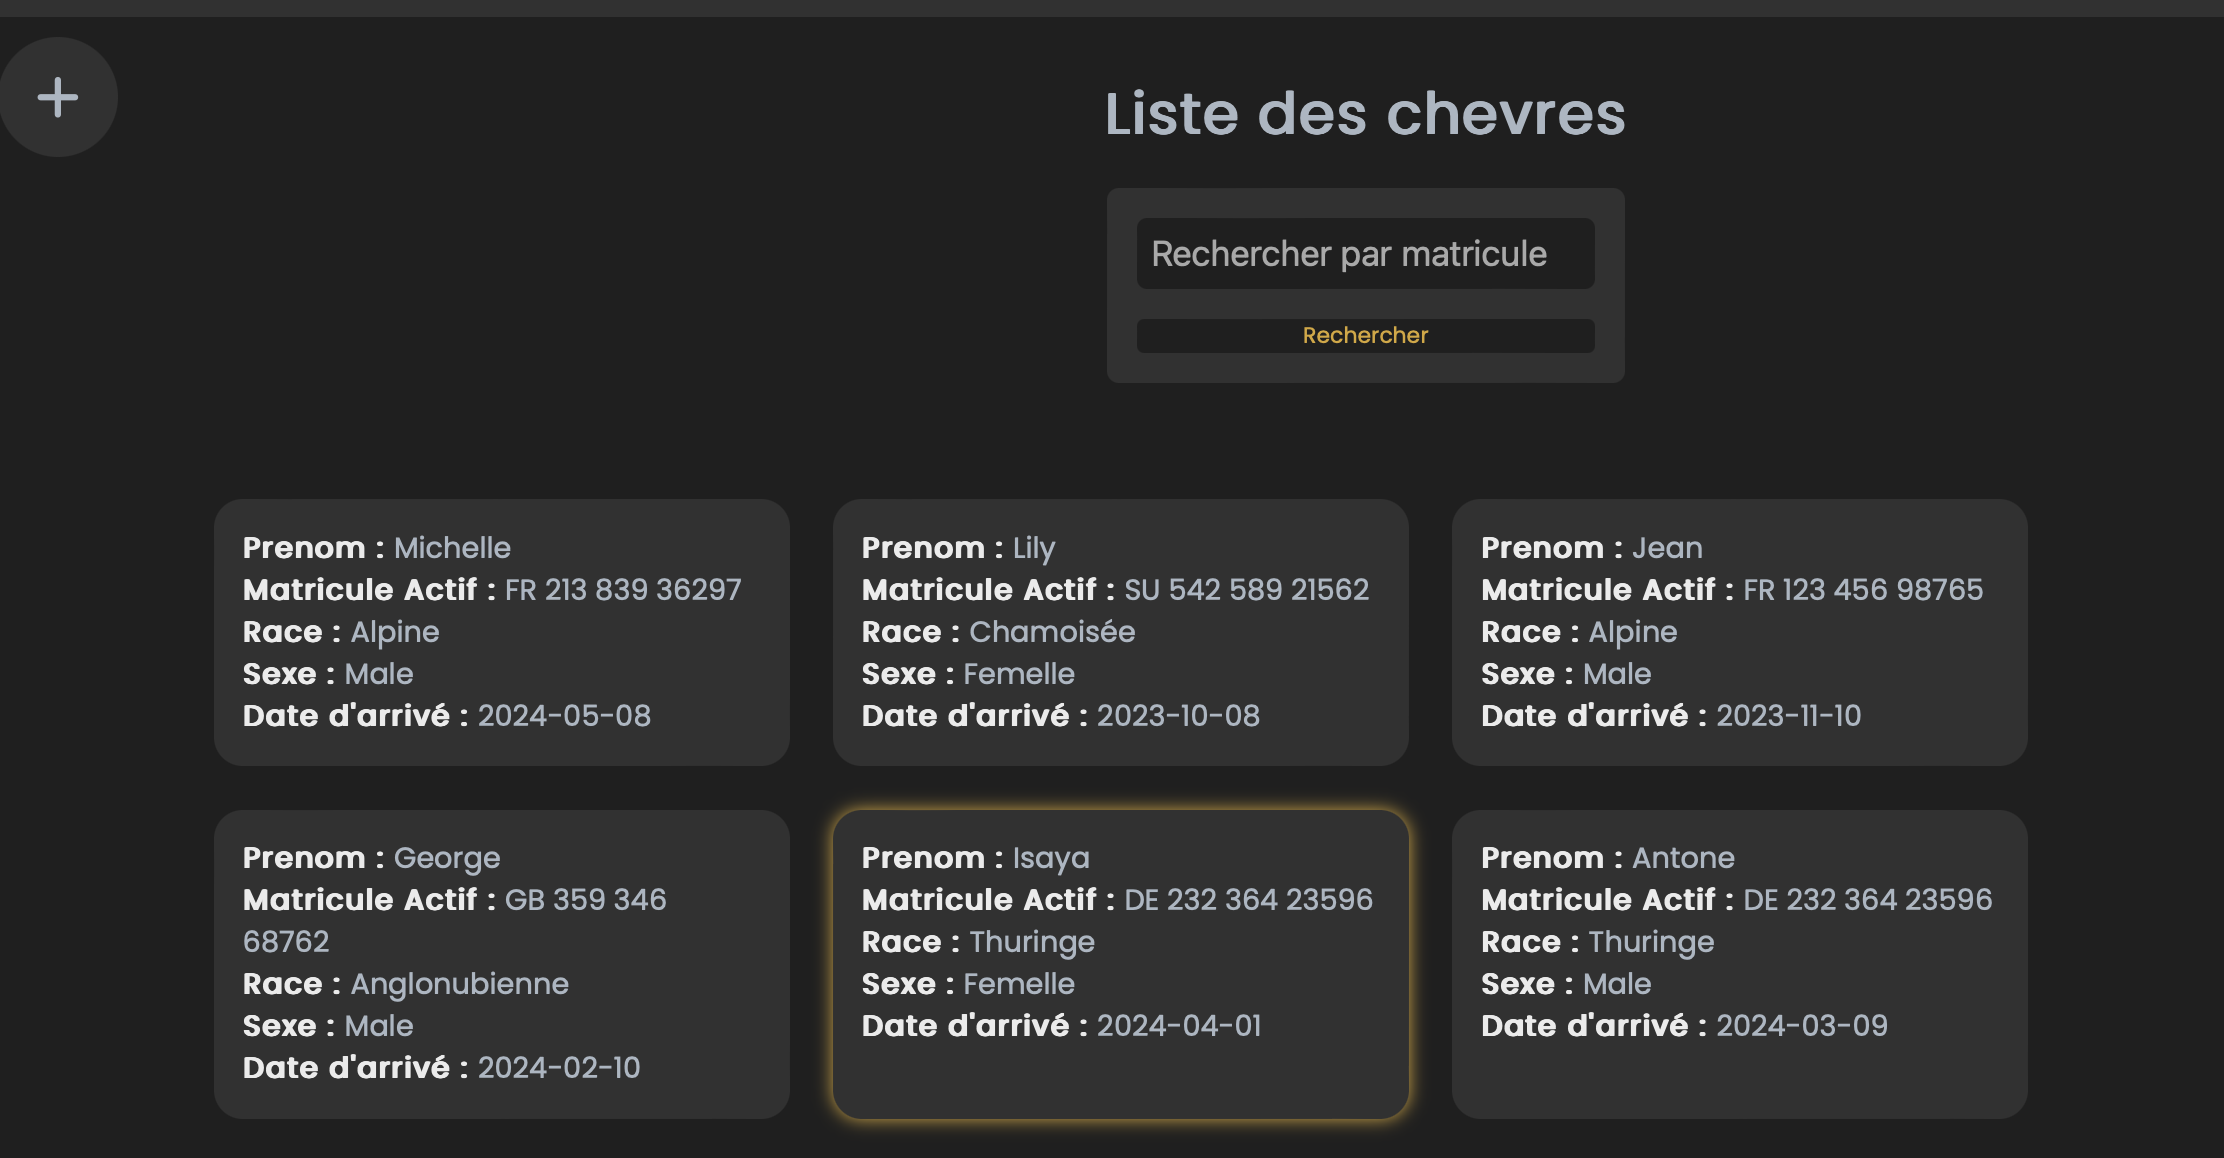 +
Liste des chevres
Rechercher par matricule
Rechercher
Prenom : Michelle
Matricule Actif : FR 213 839 36297
Race : Alpine
Sexe : Male
Date d'arrivé : 2024-05-08
Prenom : Lily
Matricule Actif : SU 542 589 21562
Race : Chamoisée
Sexe : Femelle
Date d'arrivé : 2023-10-08
Prenom : Jean
Matricule Actif : FR 123 456 98765
Race : Alpine
Sexe : Male
Date d'arrivé : 2023-11-10
Prenom : George
Matricule Actif : GB 359 346
68762
Race : Anglonubienne
Sexe : Male
Date d'arrivé : 2024-02-10
Prenom : Isaya
Matricule Actif : DE 232 364 23596
Race : Thuringe
Sexe : Femelle
Date d'arrivé : 2024-04-01
Prenom : Antone
Matricule Actif : DE 232 364 23596
Race : Thuringe
Sexe : Male
Date d'arrivé : 2024-03-09